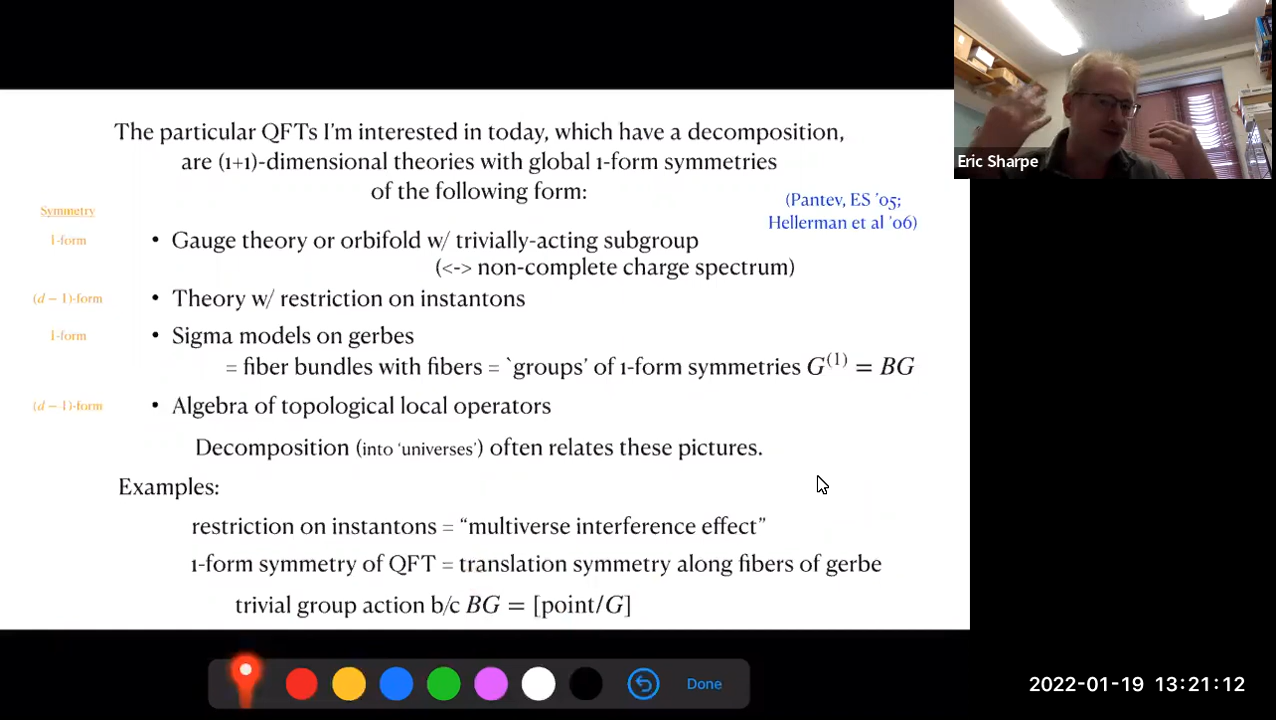 The particular QFTs I'm interested in today, which have a decomposition,
are (1+1)-dimensional theories with global 1-form symmetries
of the following form:
(Pantev, ES '05;
Hellerman et al '06)
Symmetry
1-form
• Gauge theory or orbifold w/ trivially-acting subgroup
(<-> non-complete charge spectrum)
(d − 1)-form
• Theory w/ restriction on instantons
1-form
• Sigma models on gerbes
= fiber bundles with fibers = `groups' of 1-form symmetries G^(1) = BG
(d − 1)-form
• Algebra of topological local operators
Decomposition (into 'universes') often relates these pictures.
Examples:
restriction on instantons = "multiverse interference effect"
1-form symmetry of QFT = translation symmetry along fibers of gerbe
trivial group action b/c BG = [point/G]
Eric Sharpe
Done
2022-01-19 13:21:12